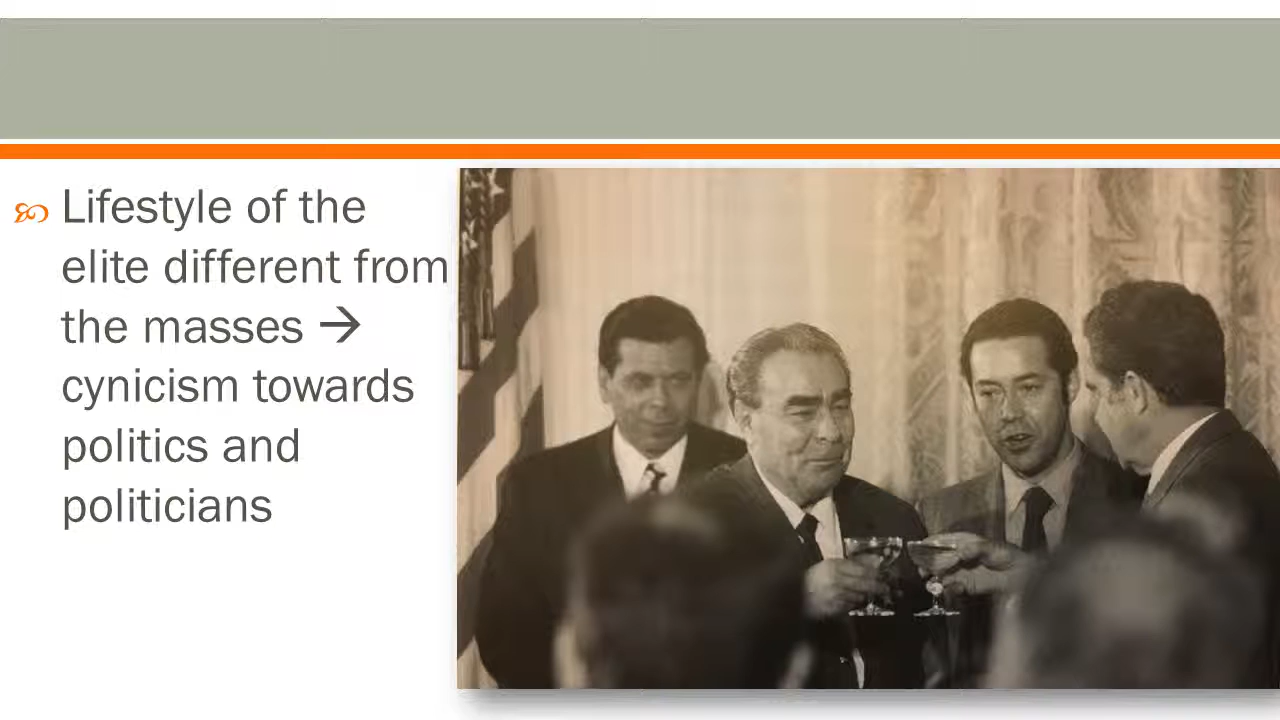 Lifestyle of the
elite different from
the masses →
cynicism towards
politics and
politicians